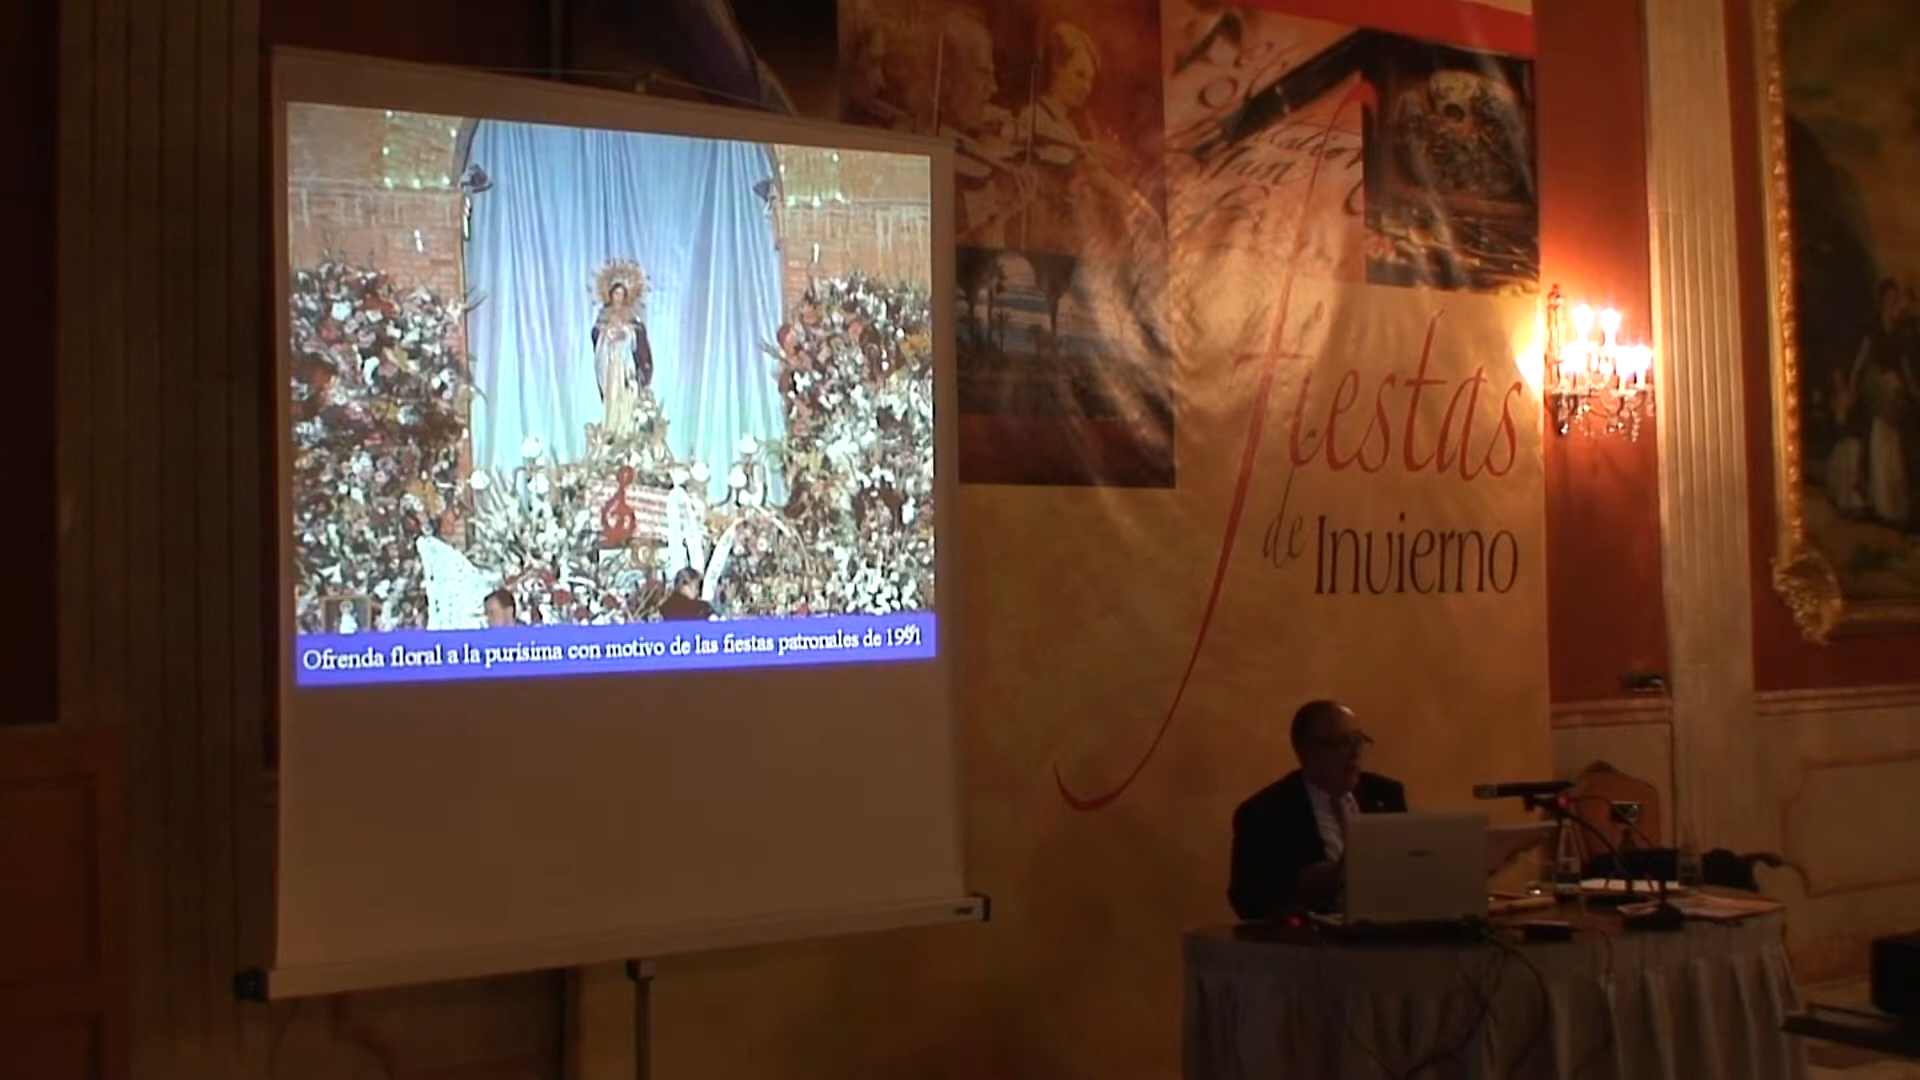 Ofrenda floral a la purísima con motivo de las fiestas patronales de 1991
fiestas
de Invierno